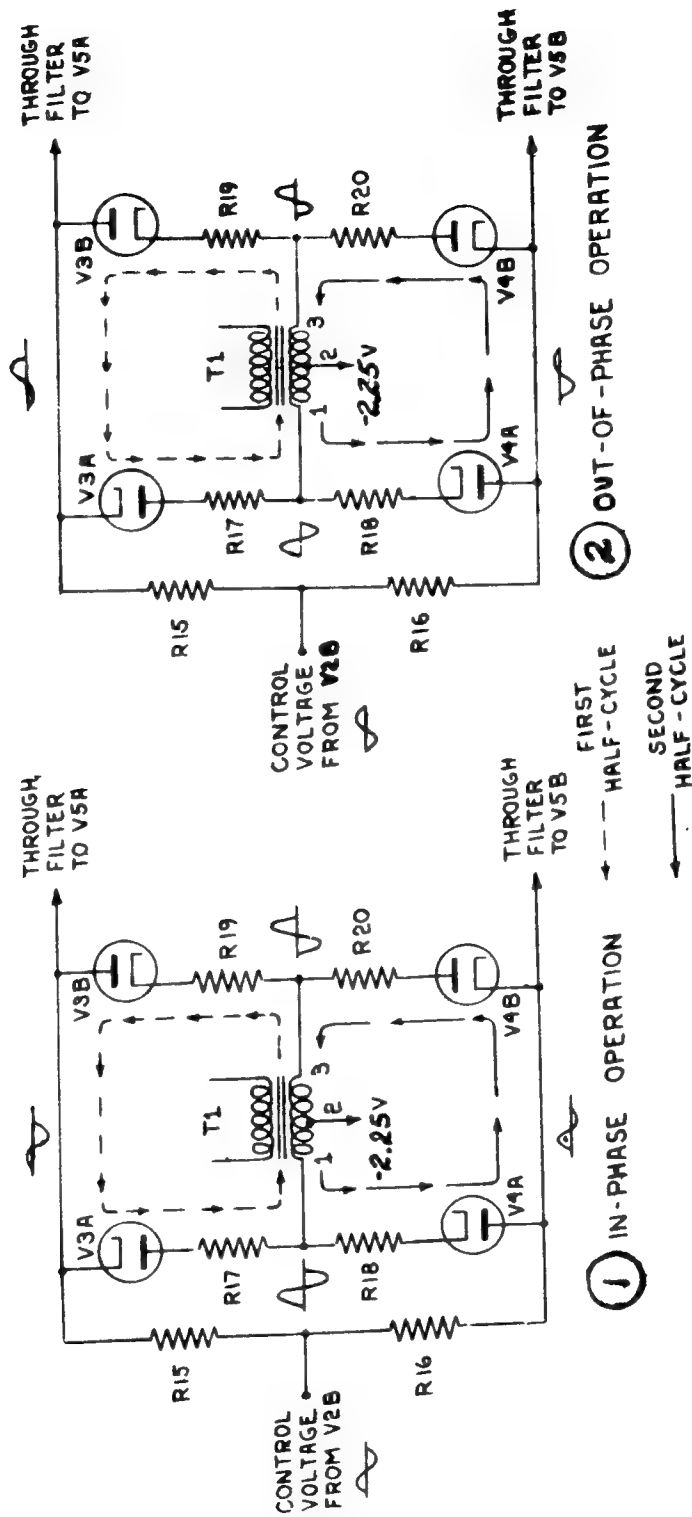 THROUGH
FILTER
TO V5A
V3A
V3B
T1
R15
R17
R19
1
2
3
-2.25V
CONTROL
VOLTAGE
FROM V2B
R16
R18
R20
V4A
V4B
THROUGH
FILTER
TO V5B
1 IN-PHASE OPERATION
THROUGH
FILTER
TO V5A
V3A
V3B
T1
R15
R17
R19
1
2
3
-2.25V
CONTROL
VOLTAGE
FROM V2B
R16
R18
R20
V4A
V4B
THROUGH
FILTER
TO V5B
2 OUT-OF-PHASE OPERATION
FIRST
HALF-CYCLE
SECOND
HALF-CYCLE